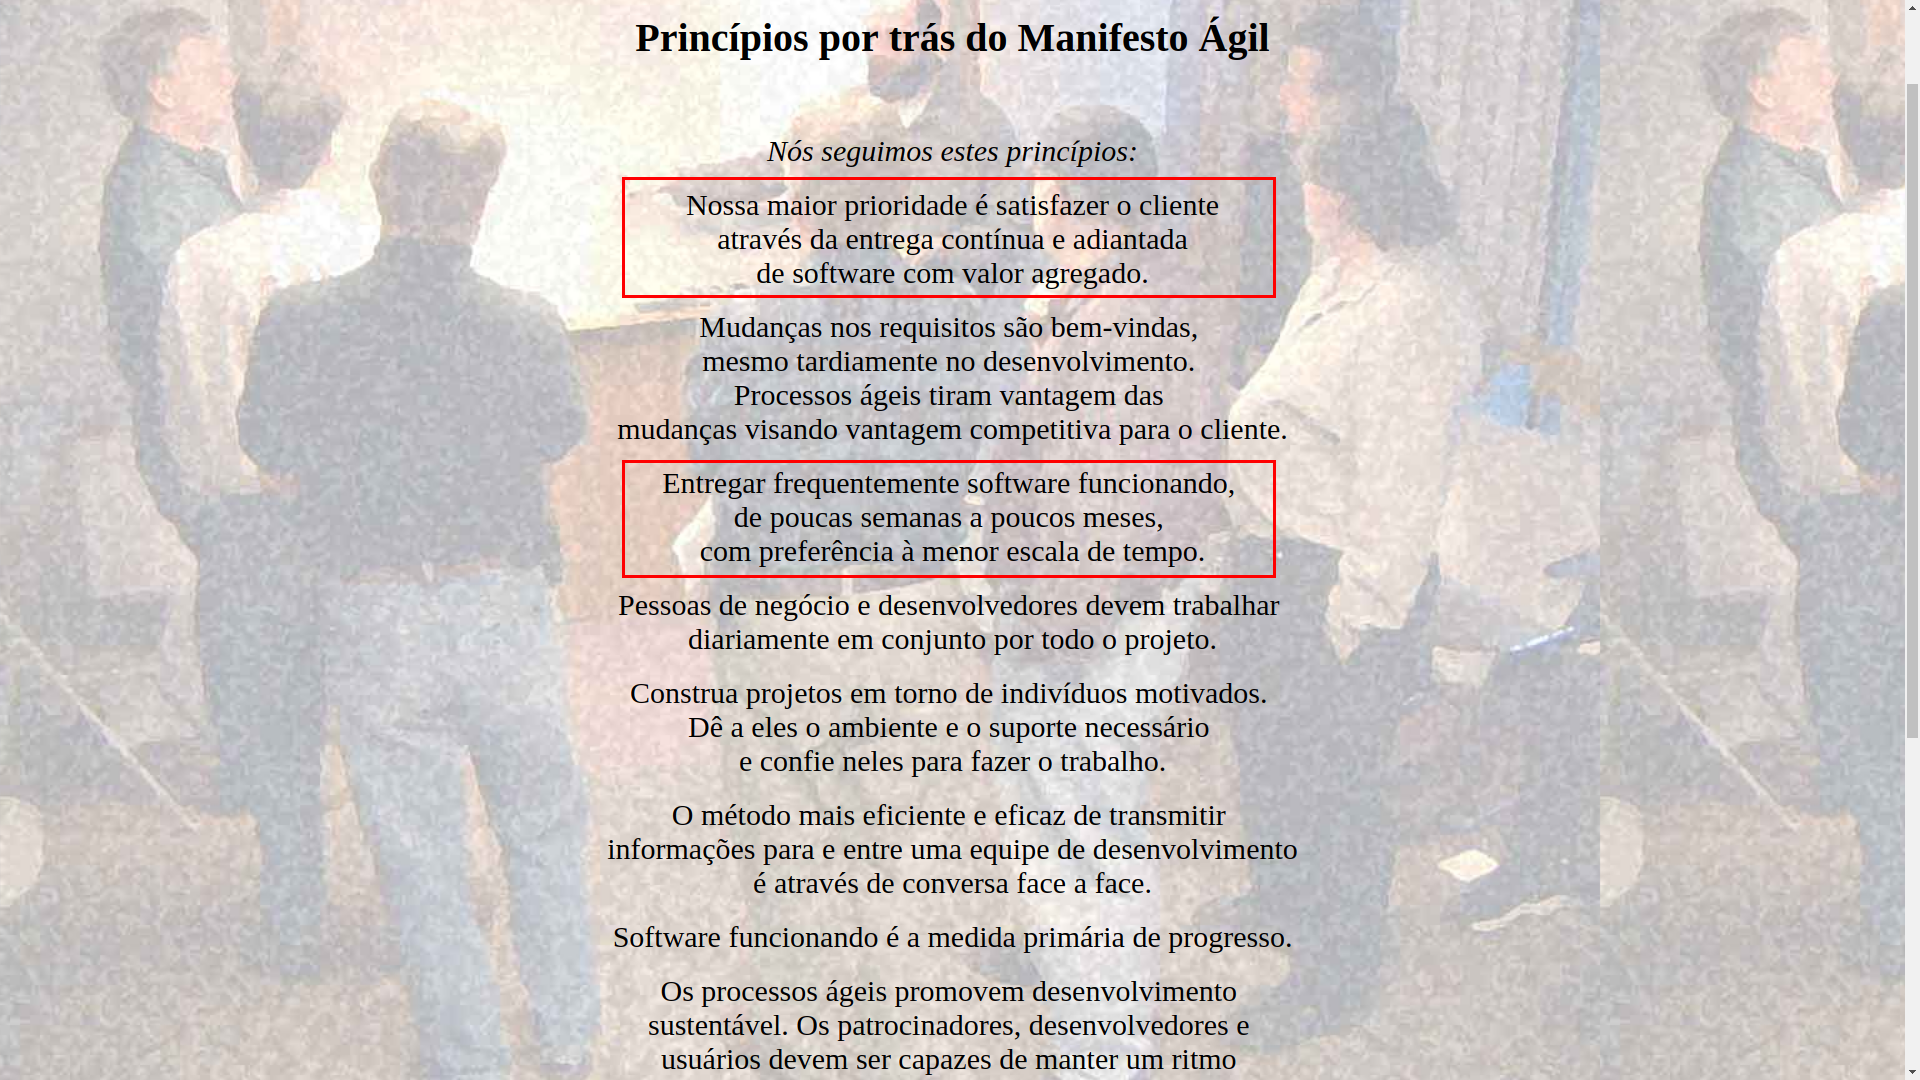 Princípios por trás do Manifesto Ágil
Nós seguimos estes princípios:
Nossa maior prioridade é satisfazer o cliente
através da entrega contínua e adiantada
de software com valor agregado.
Mudanças nos requisitos são bem-vindas,
mesmo tardiamente no desenvolvimento.
Processos ágeis tiram vantagem das
mudanças visando vantagem competitiva para o cliente.
Entregar frequentemente software funcionando,
de poucas semanas a poucos meses,
com preferência à menor escala de tempo.
Pessoas de negócio e desenvolvedores devem trabalhar
diariamente em conjunto por todo o projeto.
Construa projetos em torno de indivíduos motivados.
Dê a eles o ambiente e o suporte necessário
e confie neles para fazer o trabalho.
O método mais eficiente e eficaz de transmitir
informações para e entre uma equipe de desenvolvimento
é através de conversa face a face.
Software funcionando é a medida primária de progresso.
Os processos ágeis promovem desenvolvimento
sustentável. Os patrocinadores, desenvolvedores e
usuários devem ser capazes de manter um ritmo